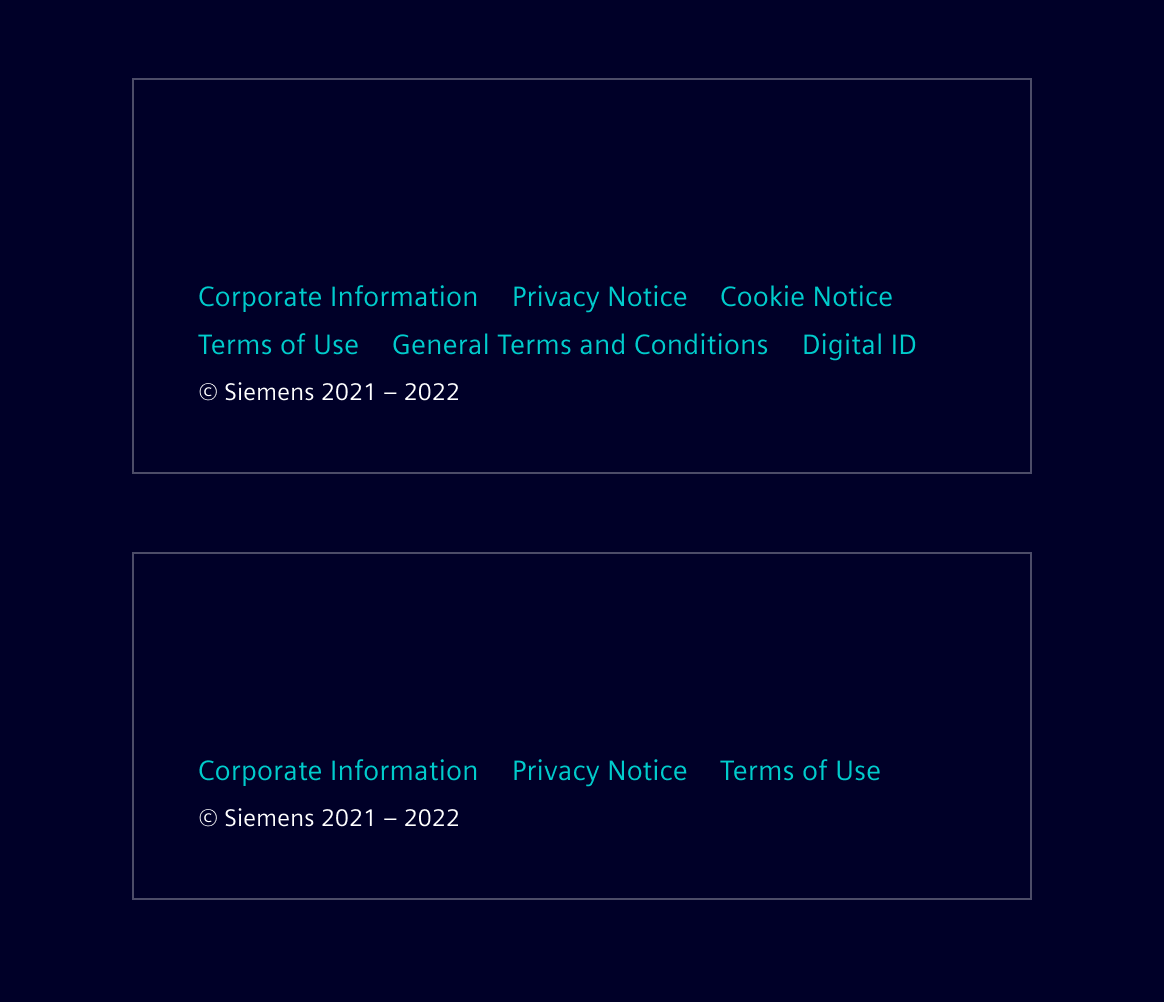 Corporate Information Privacy Notice Cookie Notice
Terms of Use General Terms and Conditions Digital ID
© Siemens 2021 – 2022
Corporate Information Privacy Notice Terms of Use
© Siemens 2021 – 2022